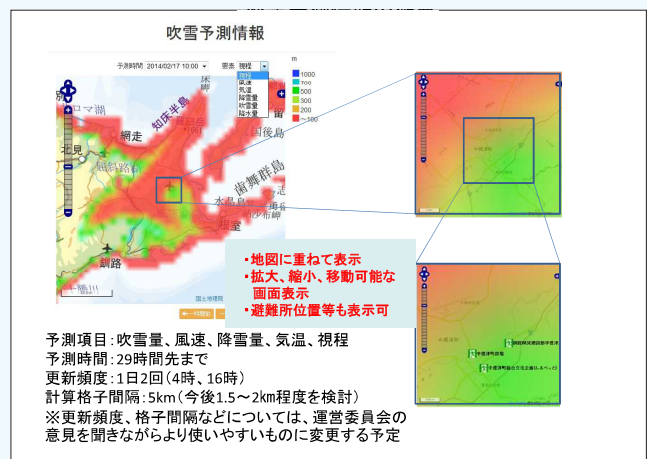 吹雪予測情報
予測時間 2014/02/17 10:00 要素 視程
視程
風速
気温
降雪量
吹雪量
降水量
m
1000
700
500
300
200
~100
知床半島
網走
北見
国後島
歯舞群島
水晶島
根室
釧路
国土地理院
・地図に重ねて表示
・拡大、縮小、移動可能な
画面表示
・避難所位置等も表示可
予測項目:吹雪量、風速、降雪量、気温、視程
予測時間:29時間先まで
更新頻度:1日2回(4時、16時)
計算格子間隔:5km(今後1.5～2km程度を検討)
※更新頻度、格子間隔などについては、運営委員会の
意見を聞きながらより使いやすいものに変更する予定